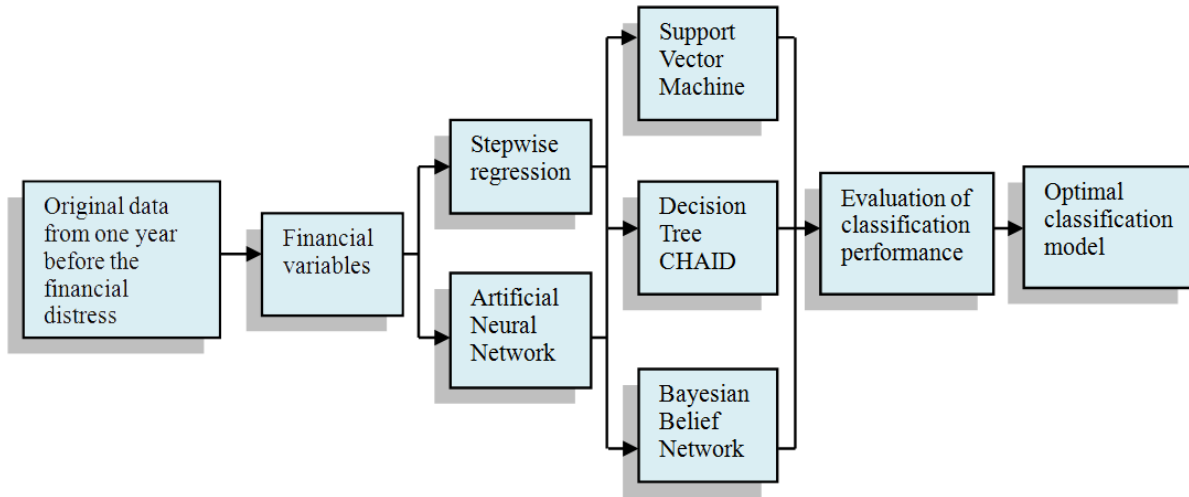 Original data
from one year
before the
financial
distress
Financial
variables
Stepwise
regression
Artificial
Neural
Network
Support
Vector
Machine
Decision
Tree
CHAID
Bayesian
Belief
Network
Evaluation of
classification
performance
Optimal
classification
model